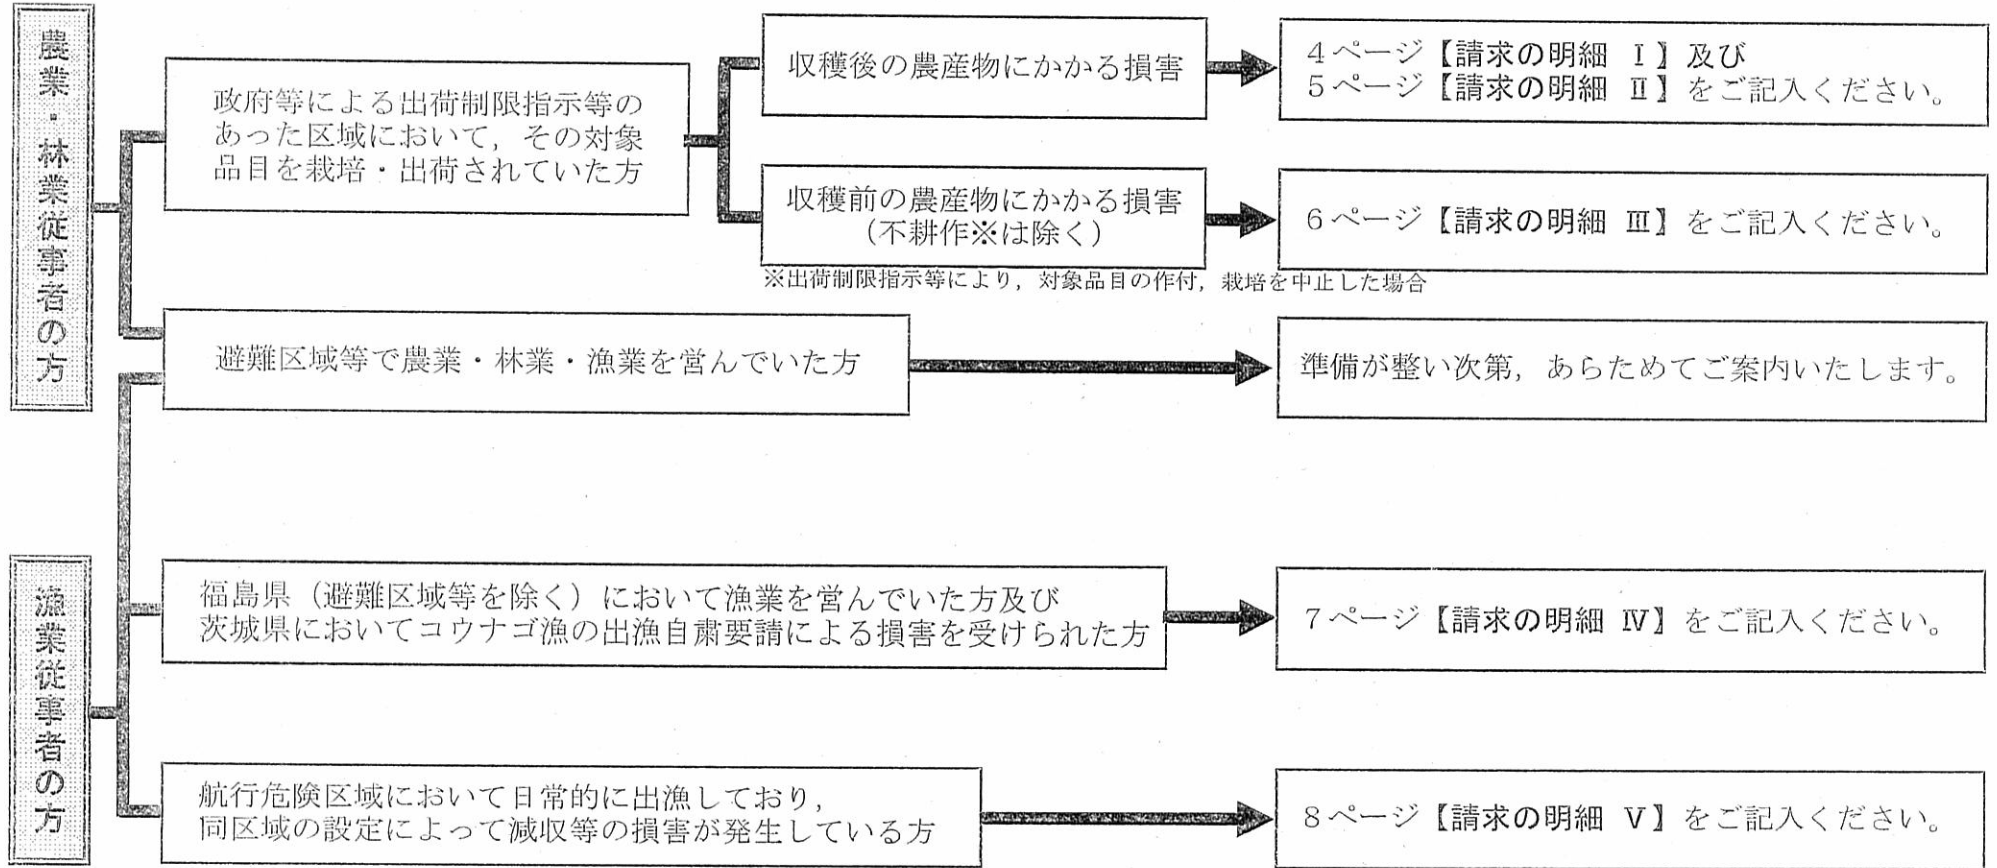 農業・林業従事者の方
政府等による出荷制限指示等の
あった区域において，その対象
品目を栽培・出荷されていた方
収穫後の農産物にかかる損害
4ページ【請求の明細 Ⅰ】及び
5ページ【請求の明細 Ⅱ】をご記入ください。
収穫前の農産物にかかる損害
（不耕作※は除く）
6ページ【請求の明細 Ⅲ】をご記入ください。
※出荷制限指示等により，対象品目の作付，栽培を中止した場合
避難区域等で農業・林業・漁業を営んでいた方
準備が整い次第，あらためてご案内いたします。
漁業従事者の方
福島県（避難区域等を除く）において漁業を営んでいた方及び
茨城県においてコウナゴ漁の出漁自粛要請による損害を受けられた方
7ページ【請求の明細 Ⅳ】をご記入ください。
航行危険区域において日常的に出漁しており，
同区域の設定によって減収等の損害が発生している方
8ページ【請求の明細 Ⅴ】をご記入ください。